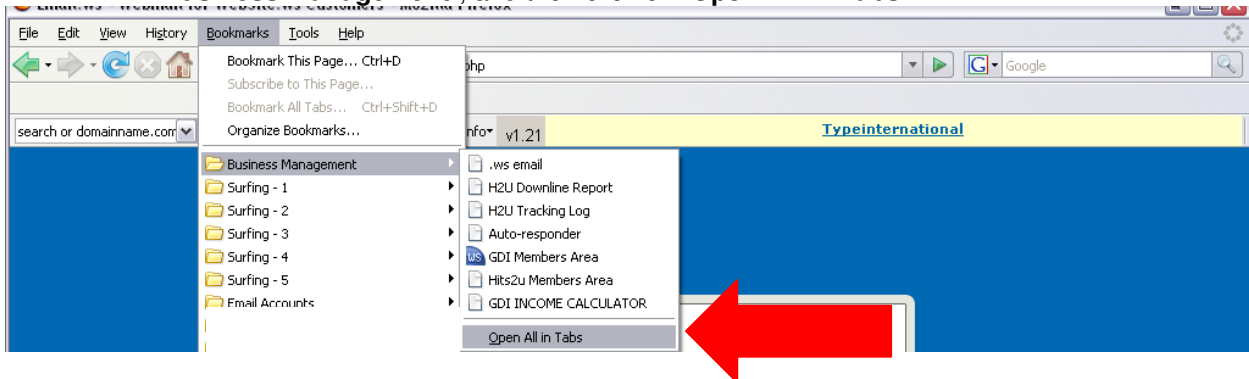 File Edit View History Bookmarks Tools Help
Bookmark This Page... Ctrl+D
Subscribe to This Page...
Bookmark All Tabs... Ctrl+Shift+D
Organize Bookmarks...
php
G Google
search or domainname.com
nfo v1.21
Typeinternational
Business Management
Surfing - 1
Surfing - 2
Surfing - 3
Surfing - 4
Surfing - 5
Email Accounts
.ws email
H2U Downline Report
H2U Tracking Log
Auto-responder
ws GDI Members Area
Hits2u Members Area
GDI INCOME CALCULATOR
Open All in Tabs